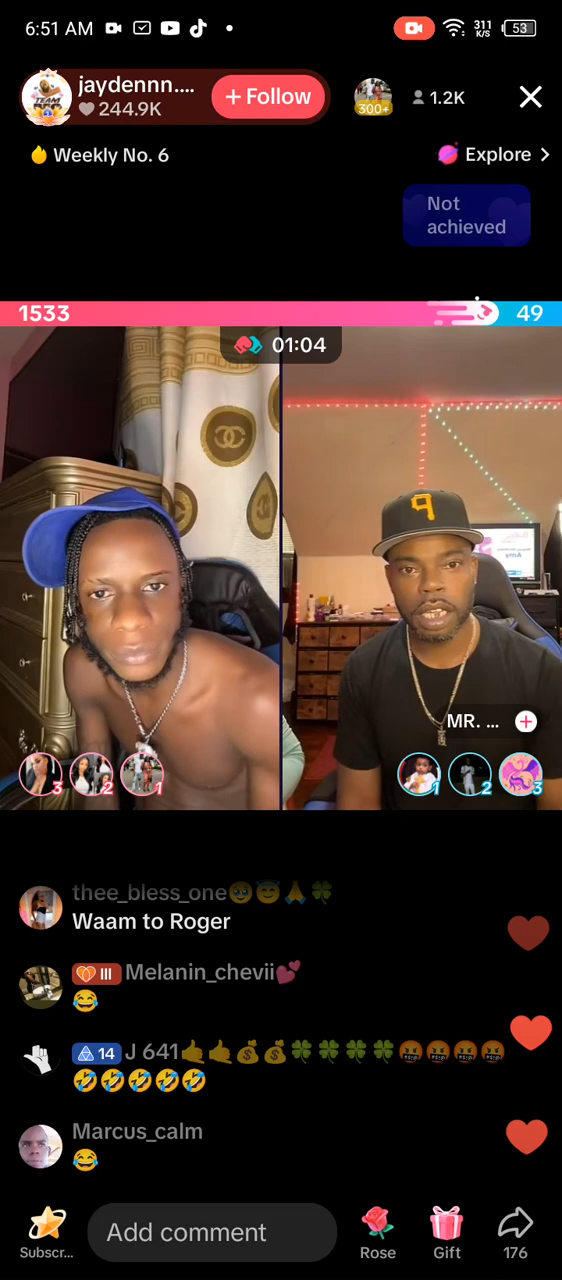 6:51 AM
311
K/S
53
jaydennn....
244.9K
+ Follow
300+
1.2K
Weekly No. 6
Explore
Not
achieved
1533
49
01:04
MR. ...
3
2
1
1
2
3
thee_bless_one🥹😇🙏🍀
Waam to Roger
III Melanin_chevii💕
😂
14 J 641🤙🤙💰💰🍀🍀🍀🍀🤬🤬🤬🤬
🤣🤣🤣🤣🤣
Marcus_calm
😂
Add comment
Subscr...
Rose
Gift
176